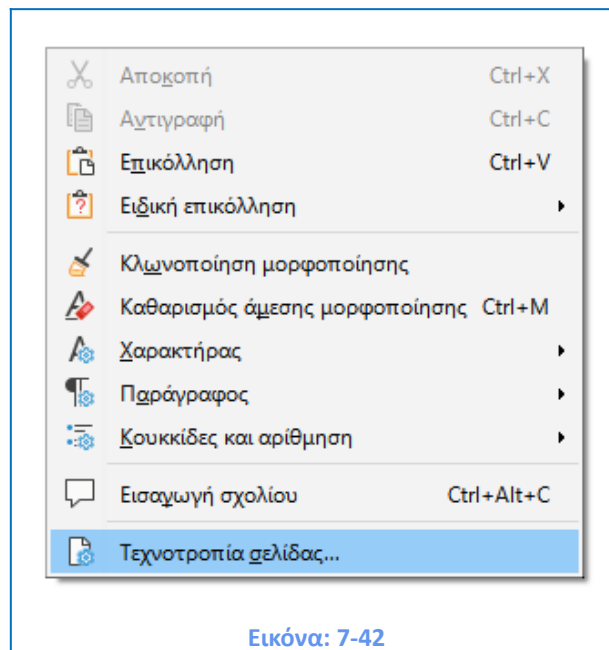 Αποκοπή Ctrl+X
Αντιγραφή Ctrl+C
Επικόλληση Ctrl+V
Ειδική επικόλληση
Κλωνοποίηση μορφοποίησης
Καθαρισμός άμεσης μορφοποίησης Ctrl+M
Χαρακτήρας
Παράγραφος
Κουκκίδες και αρίθμηση
Εισαγωγή σχολίου Ctrl+Alt+C
Τεχνοτροπία σελίδας...
Εικόνα: 7-42